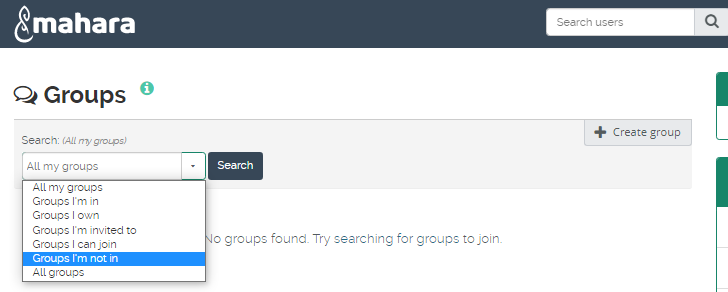 mahara
Search users
Groups
Create group
Search: (All my groups)
All my groups
Search
All my groups
Groups I'm in
Groups I own
Groups I'm invited to
Groups I can join
Groups I'm not in
All groups
No groups found. Try searching for groups to join.